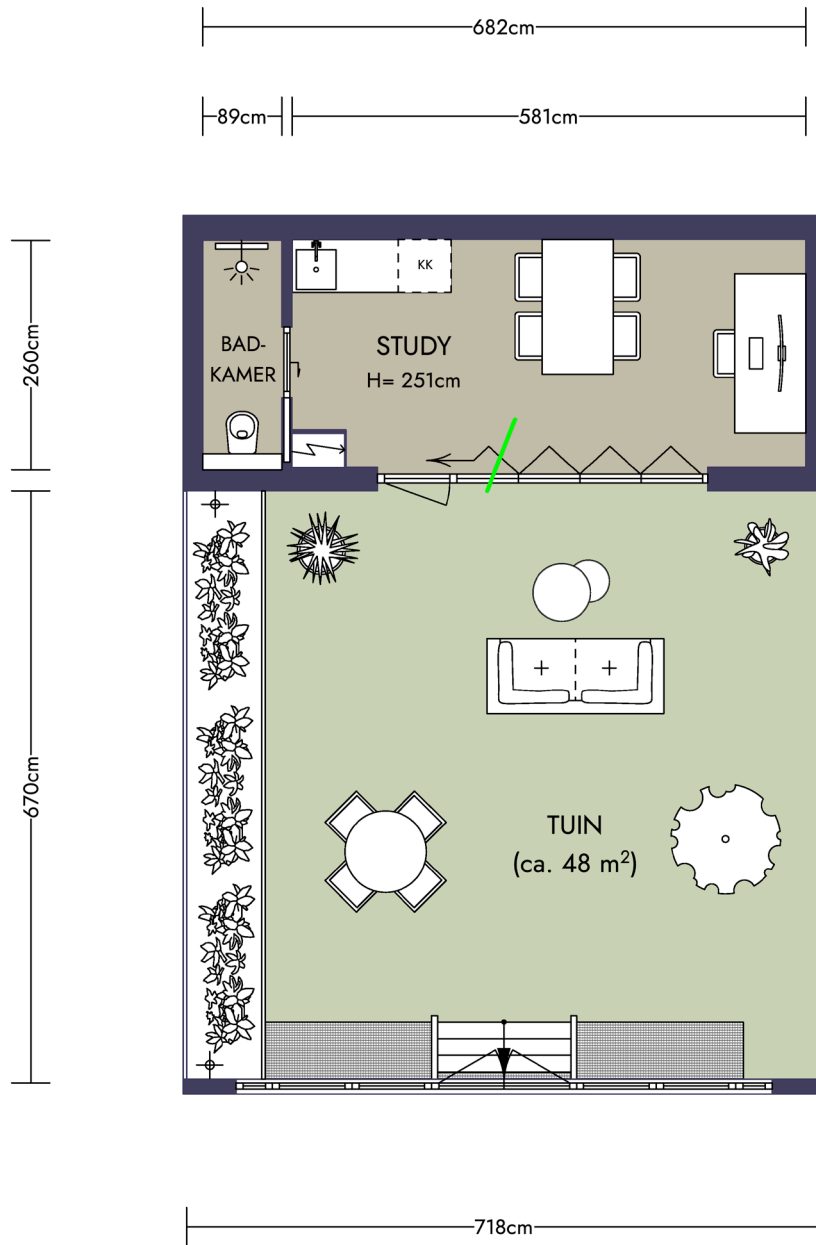 682cm
89cm
581cm
260cm
KK
BAD-
KAMER
STUDY
H= 251cm
670cm
TUIN
(ca. 48 m²)
718cm